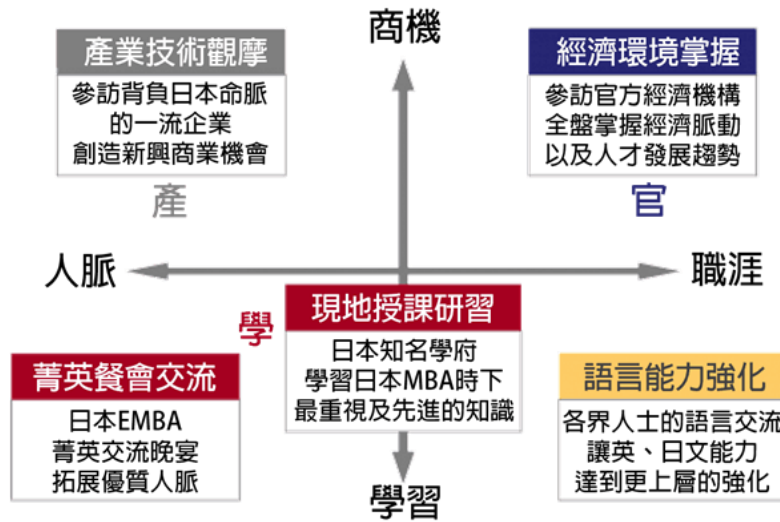 商機
產業技術觀摩
參訪背負日本命脈
的一流企業
創造新興商業機會
產
經濟環境掌握
參訪官方經濟機構
全盤掌握經濟脈動
以及人才發展趨勢
官
人脈
職涯
學
現地授課研習
日本知名學府
學習日本MBA時下
最重視及先進的知識
菁英餐會交流
日本EMBA
菁英交流晚宴
拓展優質人脈
語言能力強化
各界人士的語言交流
讓英、日文能力
達到更上層的強化
學習